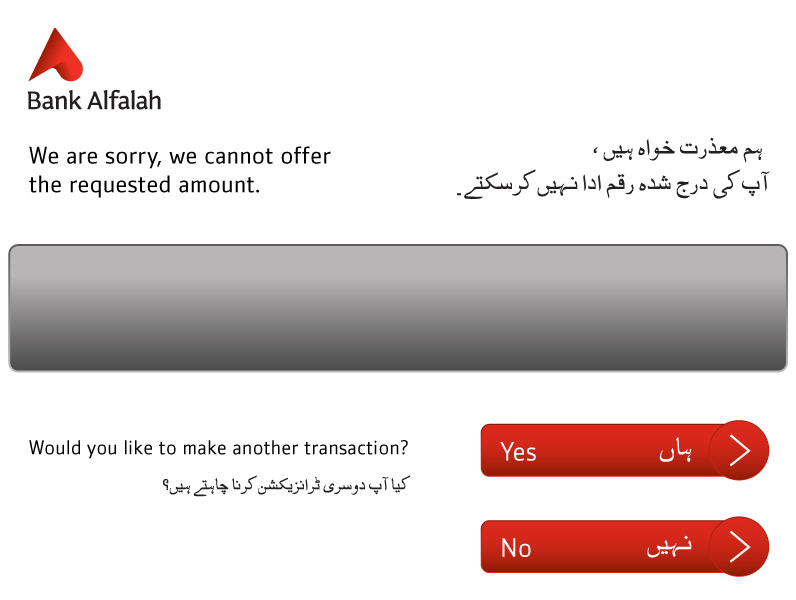 Bank Alfalah
We are sorry, we cannot offer
the requested amount.
ہم معذرت خواہ ہیں ،
آپ کی درج شدہ رقم ادا نہیں کرسکتے۔
Would you like to make another transaction?
کیا آپ دوسری ٹرانزیکشن کرنا چاہتے ہیں؟
Yes ہاں
No نہیں